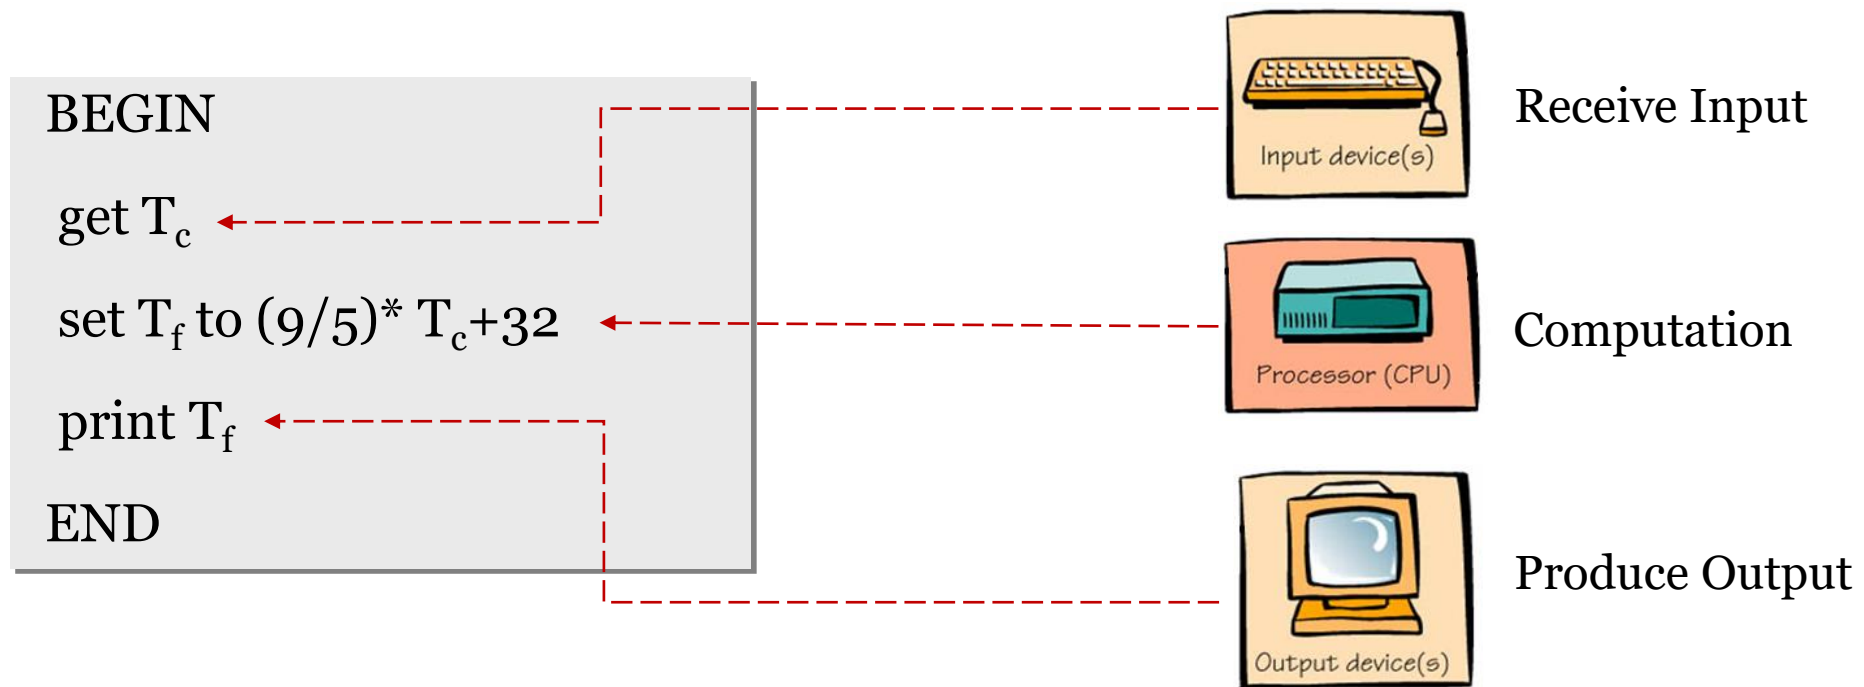 BEGIN
get Tc
set Tf to (9/5)* Tc+32
print Tf
END
Input device(s)
Receive Input
Processor (CPU)
Computation
Output device(s)
Produce Output